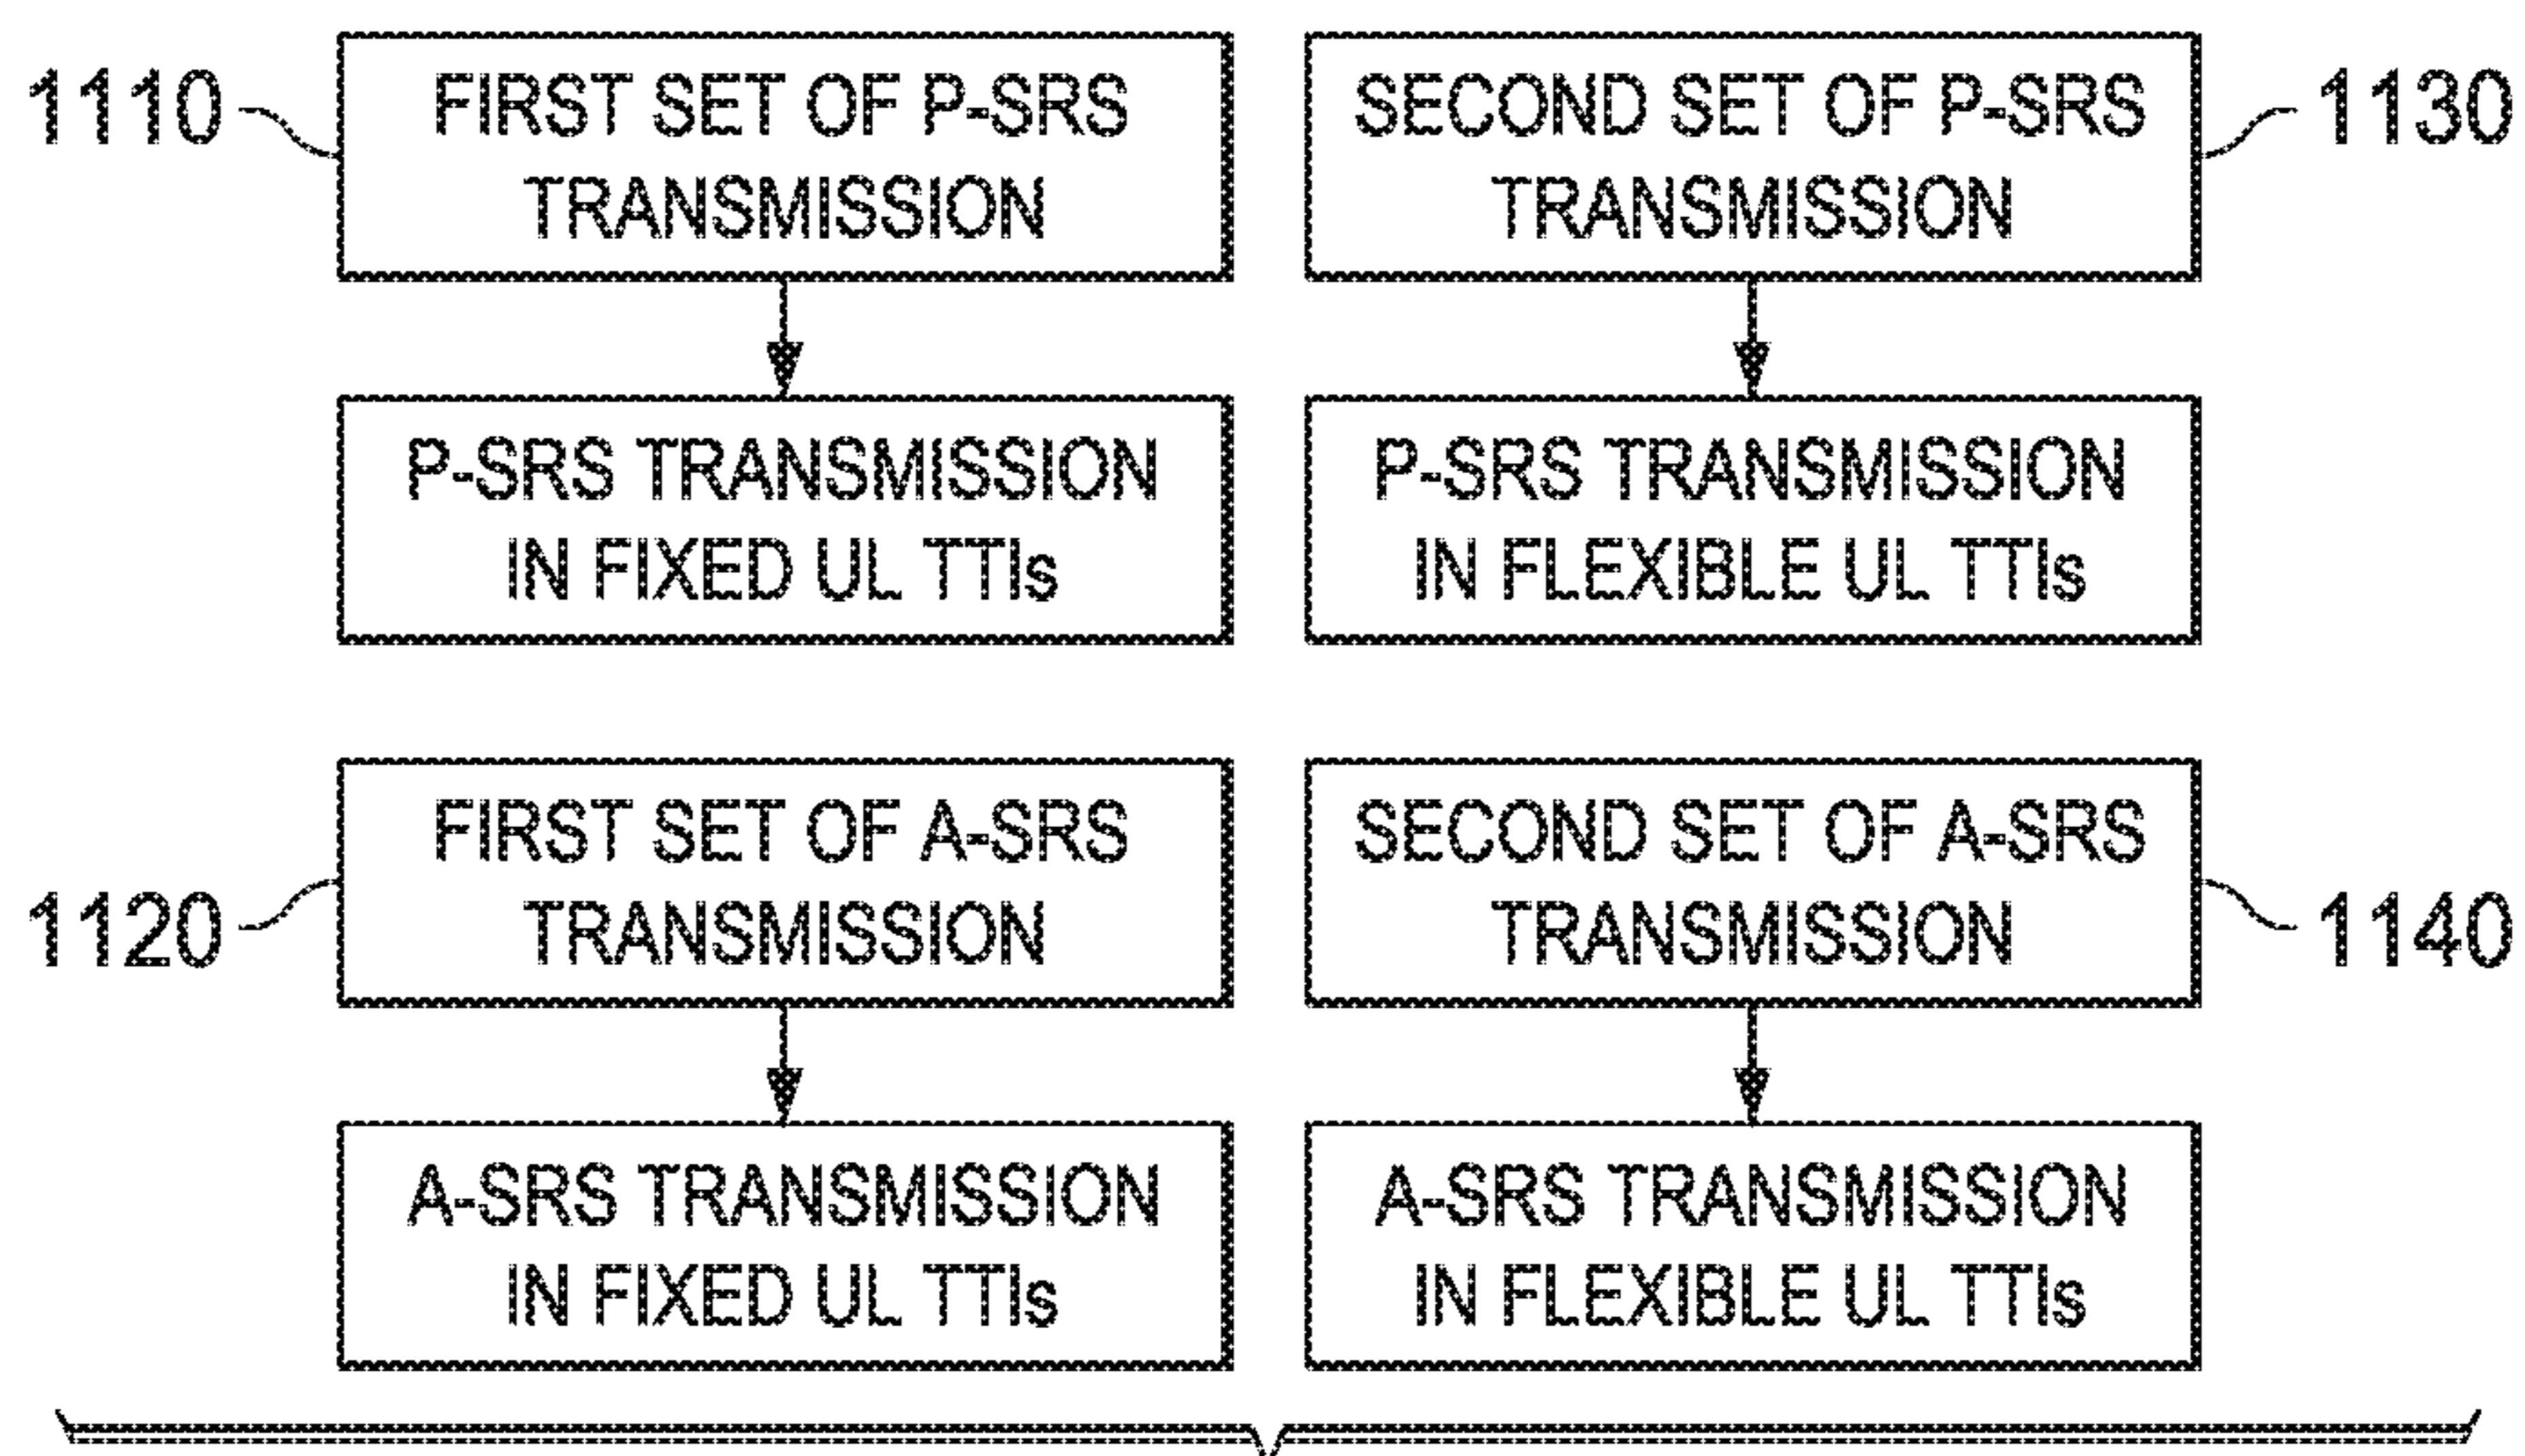 1110
FIRST SET OF P-SRS
TRANSMISSION
SECOND SET OF P-SRS
TRANSMISSION
1130
P-SRS TRANSMISSION
IN FIXED UL TTIs
P-SRS TRANSMISSION
IN FLEXIBLE UL TTIs
1120
FIRST SET OF A-SRS
TRANSMISSION
SECOND SET OF A-SRS
TRANSMISSION
1140
A-SRS TRANSMISSION
IN FIXED UL TTIs
A-SRS TRANSMISSION
IN FLEXIBLE UL TTIs